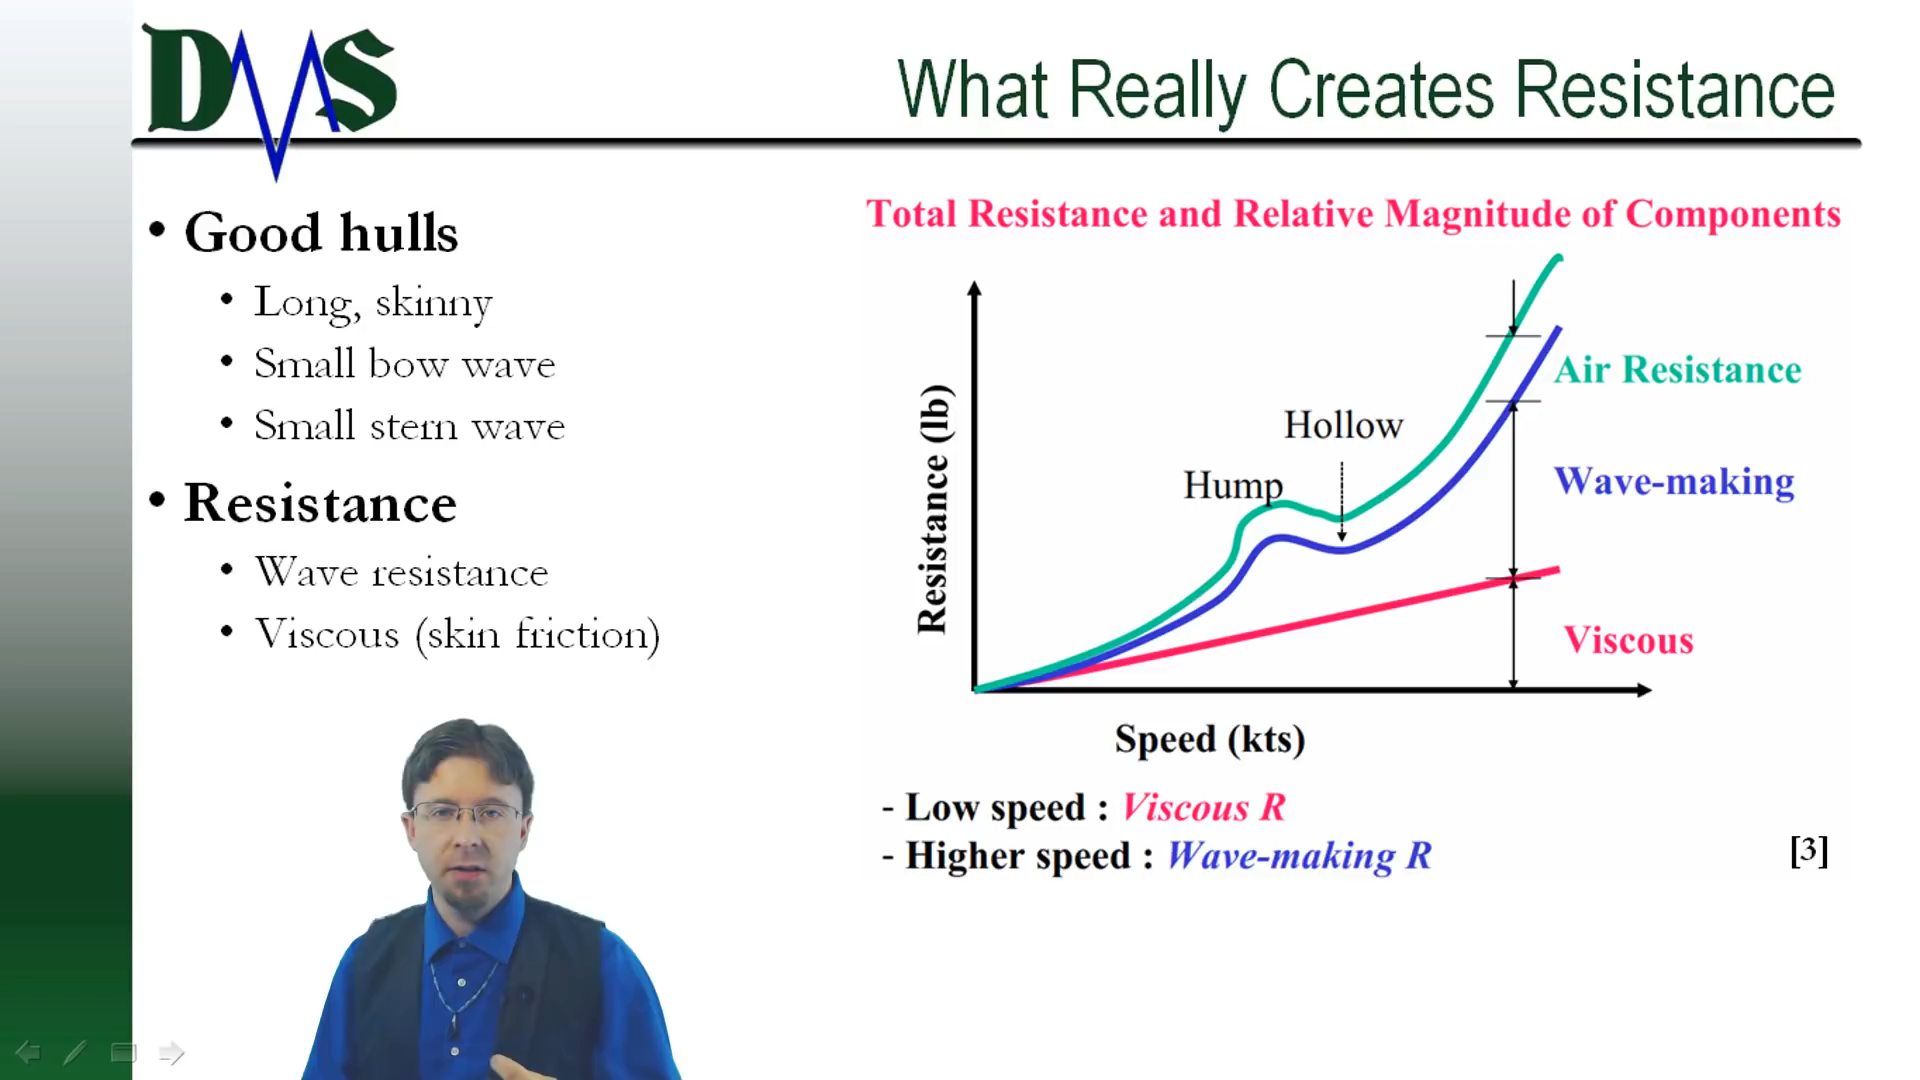 DMS
What Really Creates Resistance
• Good hulls
• Long, skinny
• Small bow wave
• Small stern wave
• Resistance
• Wave resistance
• Viscous (skin friction)
Total Resistance and Relative Magnitude of Components
Resistance (lb)
Hump
Hollow
Air Resistance
Wave-making
Viscous
Speed (kts)
- Low speed : Viscous R
- Higher speed : Wave-making R
[3]